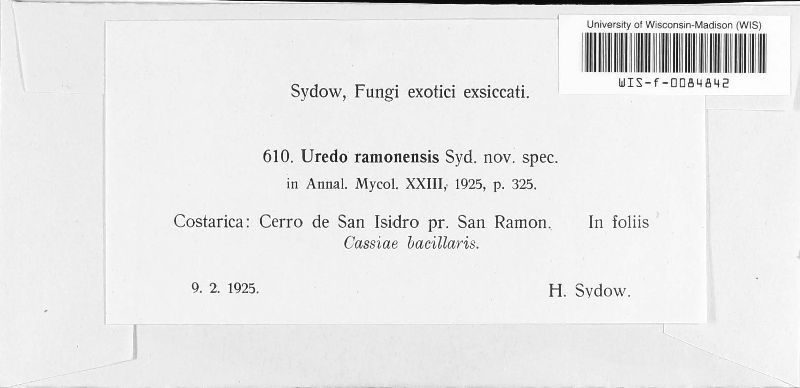 University of Wisconsin-Madison (WIS)
WIS-f-0084842
Sydow, Fungi exotici exsiccati.
610. Uredo ramonensis Syd. nov. spec.
in Annal. Mycol. XXIII, 1925, p. 325.
Costarica: Cerro de San Isidro pr. San Ramon. In foliis
Cassiae bacillaris.
9. 2. 1925. H. Sydow.